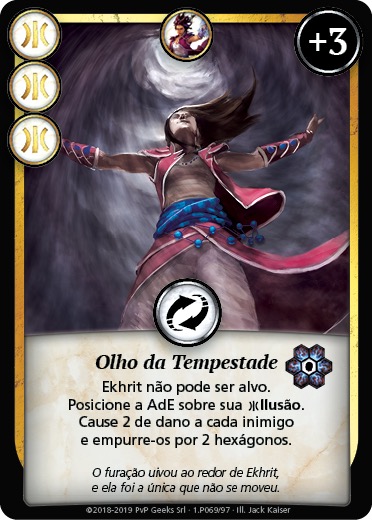 +3
Olho da Tempestade
Ekhrit não pode ser alvo.
Posicione a AdE sobre sua Ilusão.
Cause 2 de dano a cada inimigo
e empurre-os por 2 hexágonos.
O furação uivou ao redor de Ekhrit,
e ela foi a única que não se moveu.
©2018-2019 PvP Geeks Srl · 1.P069/97 · Ill. Jack Kaiser